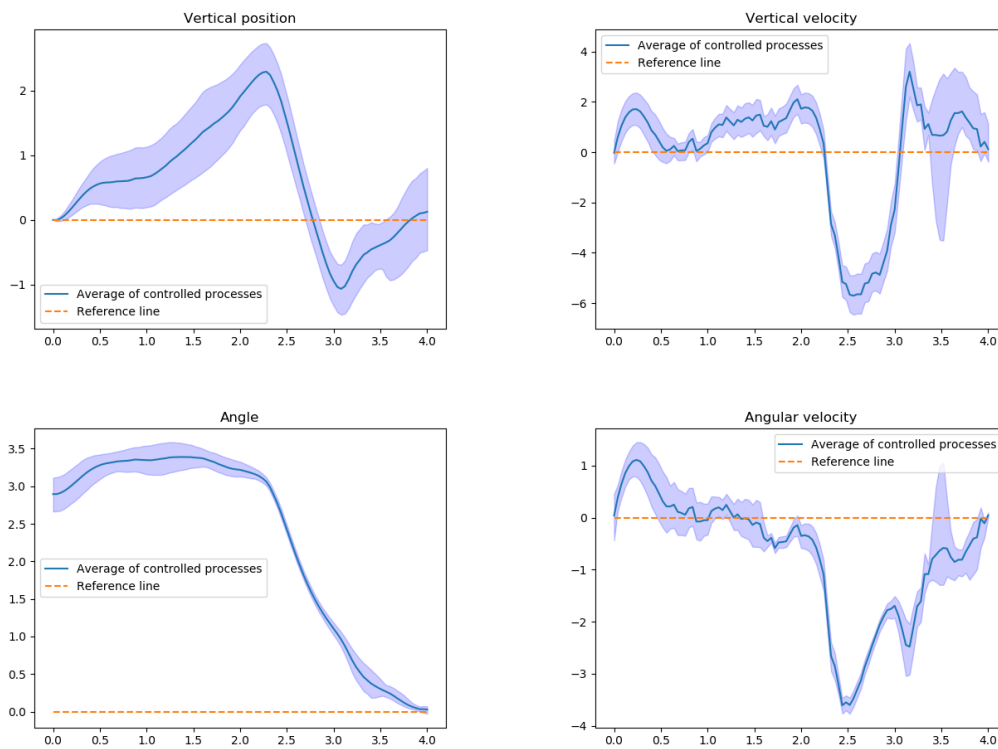 Vertical position
2
1
0
−1
Average of controlled processes
Reference line
0.0 0.5 1.0 1.5 2.0 2.5 3.0 3.5 4.0
Vertical velocity
Average of controlled processes
Reference line
4
2
0
−2
−4
−6
0.0 0.5 1.0 1.5 2.0 2.5 3.0 3.5 4.0
Angle
3.5
3.0
2.5
2.0
1.5
1.0
0.5
0.0
Average of controlled processes
Reference line
0.0 0.5 1.0 1.5 2.0 2.5 3.0 3.5 4.0
Angular velocity
Average of controlled processes
Reference line
1
0
−1
−2
−3
−4
0.0 0.5 1.0 1.5 2.0 2.5 3.0 3.5 4.0